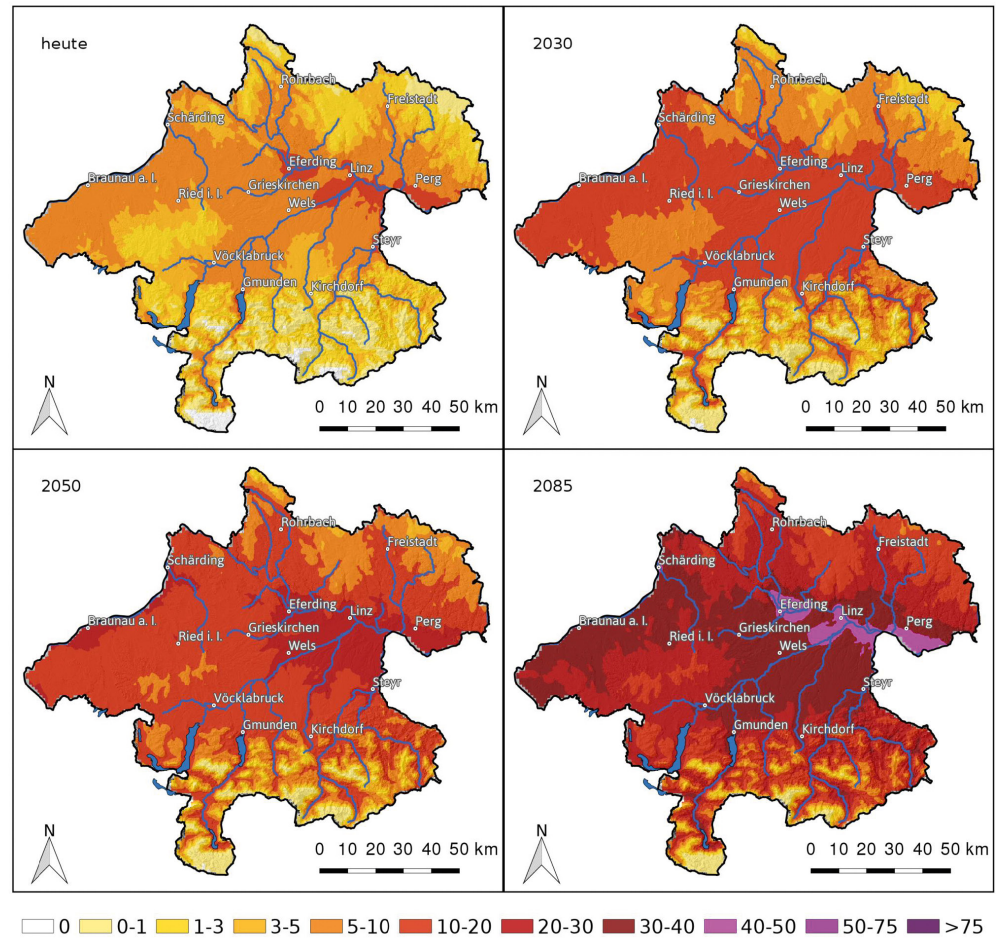 heute
Rohrbach
Freistadt
Schärding
Eferding
Linz
Braunau a. I.
Ried i. I.
Grieskirchen
Perg
Wels
Steyr
Vöcklabruck
Gmunden
Kirchdorf
N
0 10 20 30 40 50 km
2030
Rohrbach
Freistadt
Schärding
Eferding
Linz
Braunau a. I.
Ried i. I.
Grieskirchen
Perg
Wels
Steyr
Vöcklabruck
Gmunden
Kirchdorf
N
0 10 20 30 40 50 km
2050
Rohrbach
Freistadt
Schärding
Eferding
Linz
Braunau a. I.
Ried i. I.
Grieskirchen
Perg
Wels
Steyr
Vöcklabruck
Gmunden
Kirchdorf
N
0 10 20 30 40 50 km
2085
Rohrbach
Freistadt
Schärding
Eferding
Linz
Braunau a. I.
Ried i. I.
Grieskirchen
Perg
Wels
Steyr
Vöcklabruck
Gmunden
Kirchdorf
N
0 10 20 30 40 50 km
0 0-1 1-3 3-5 5-10 10-20 20-30 30-40 40-50 50-75 >75